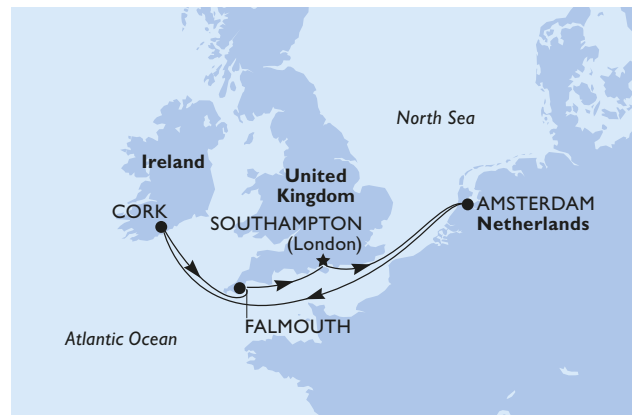 North Sea
Ireland
United
Kingdom
CORK
SOUTHAMPTON
(London)
AMSTERDAM
Netherlands
FALMOUTH
Atlantic Ocean